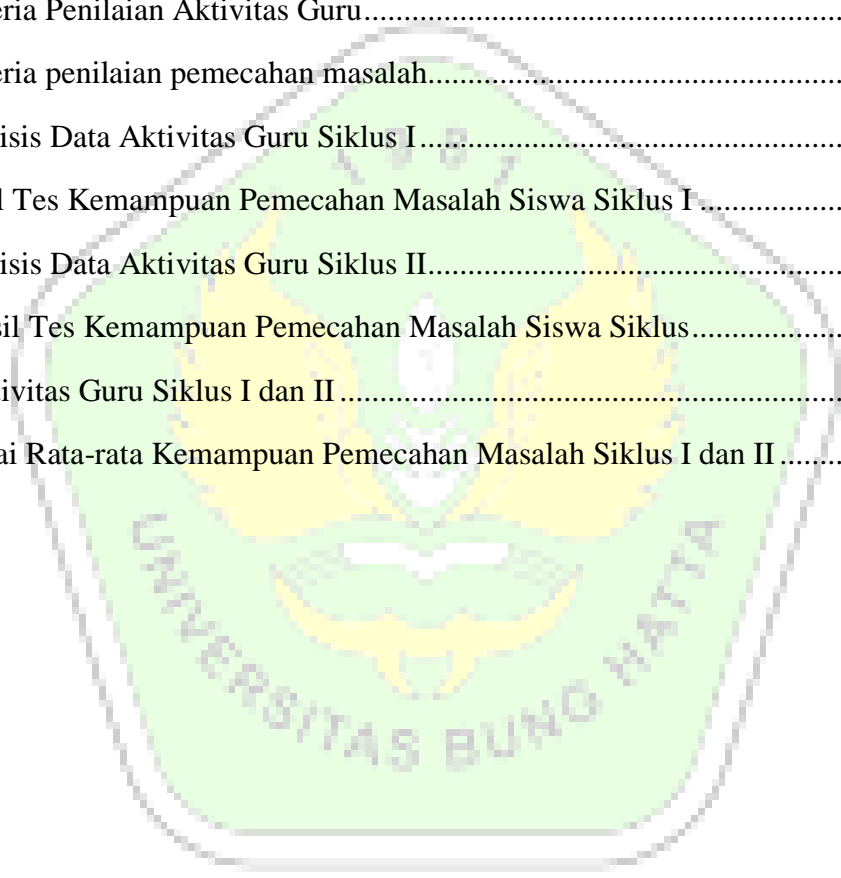 eria Penilaian Aktivitas Guru
eria penilaian pemecahan masalah
isis Data Aktivitas Guru Siklus I
l Tes Kemampuan Pemecahan Masalah Siswa Siklus I
isis Data Aktivitas Guru Siklus II
sil Tes Kemampuan Pemecahan Masalah Siswa Siklus
ivitas Guru Siklus I dan II
ai Rata-rata Kemampuan Pemecahan Masalah Siklus I dan II
1981
UNIVERSITAS BUNG HATTA